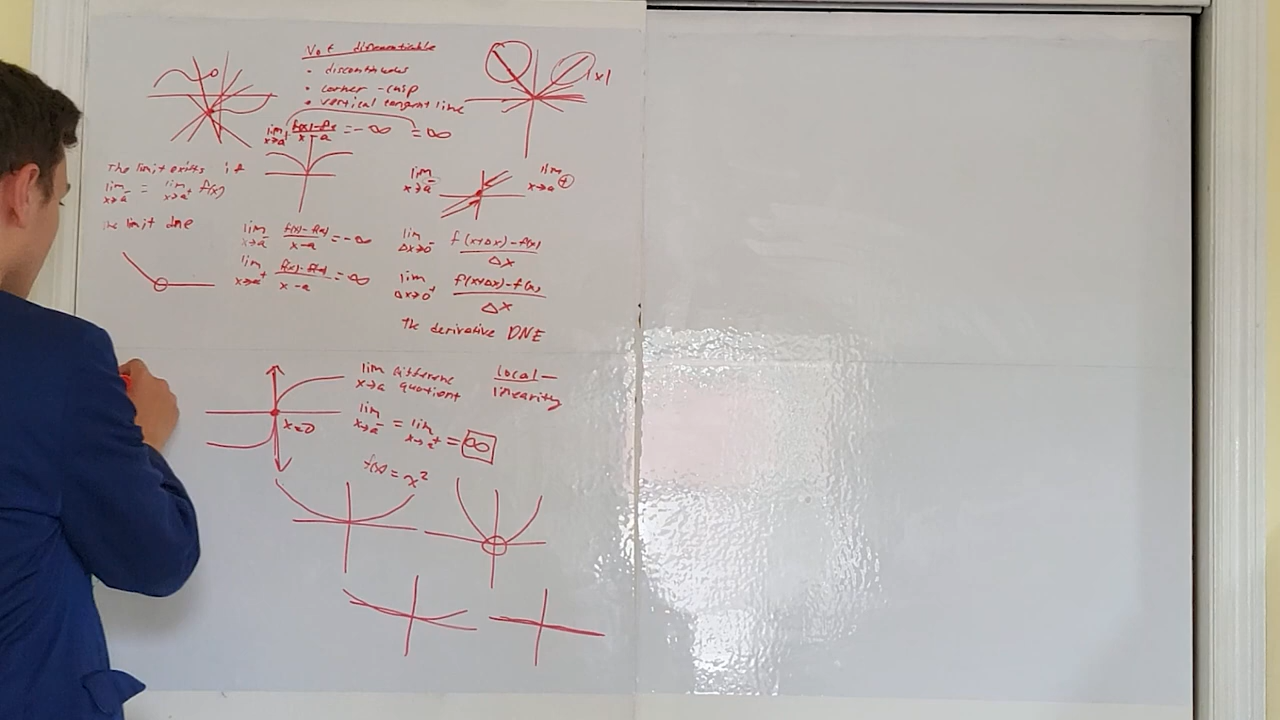 Not differentiable
• discontinuous
• corner - cusp
• vertical tangent line
|x|
lim x→a⁺ f(x)-f(a) / x-a = -∞ = ∞
The limit exists if
lim x→a⁻ = lim x→a⁺ f(x)
the limit dne
lim x→a⁻
lim x→a⁺
lim x→a⁻ f(x)-f(a) / x-a = -∞
lim x→a⁺ f(x)-f(a) / x-a = ∞
lim Δx→0⁻ f(x+Δx)-f(x) / Δx
lim Δx→0⁺ f(x+Δx)-f(x) / Δx
the derivative DNE
x=0
lim x→a difference quotient
local-
linearity
lim x→a⁻ = lim x→a⁺ = ∞
f(x) = x²